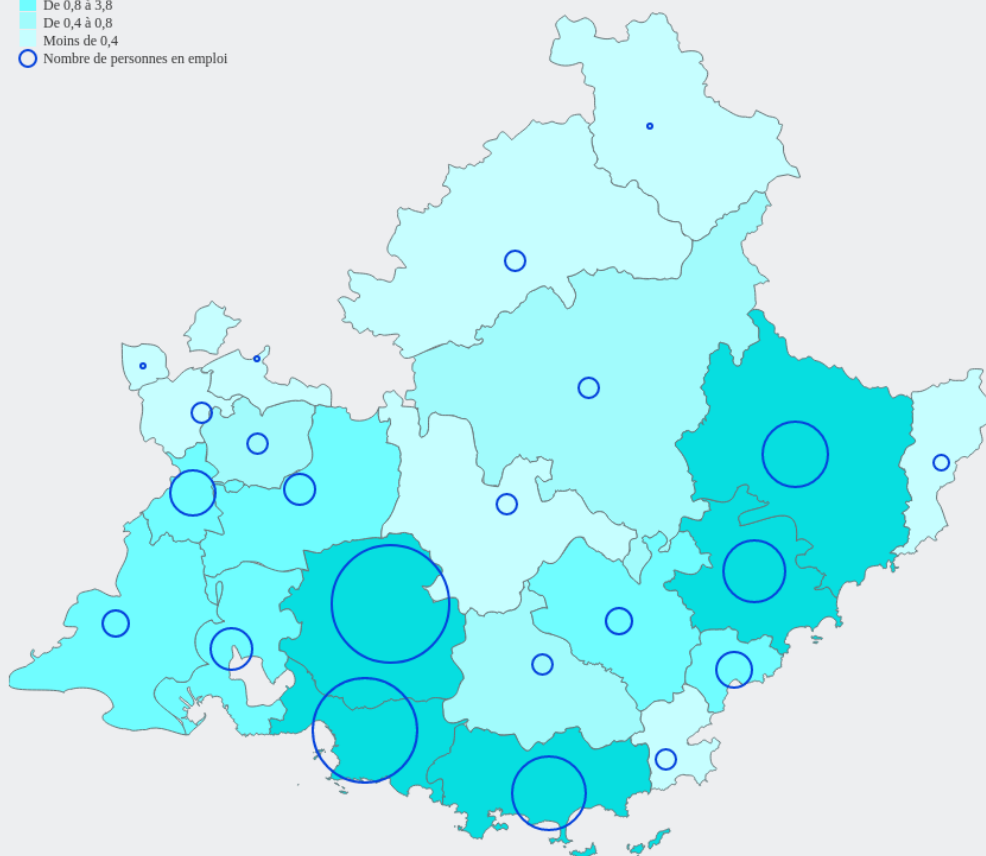 De 0,8 à 3,8
De 0,4 à 0,8
Moins de 0,4
Nombre de personnes en emploi